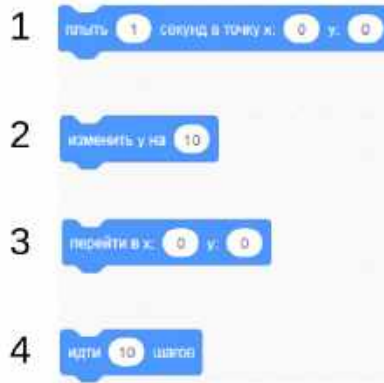 1 плыть 1 секунд в точку x: 0 y: 0
2 изменить y на 10
3 перейти в x: 0 y: 0
4 идти 10 шагов